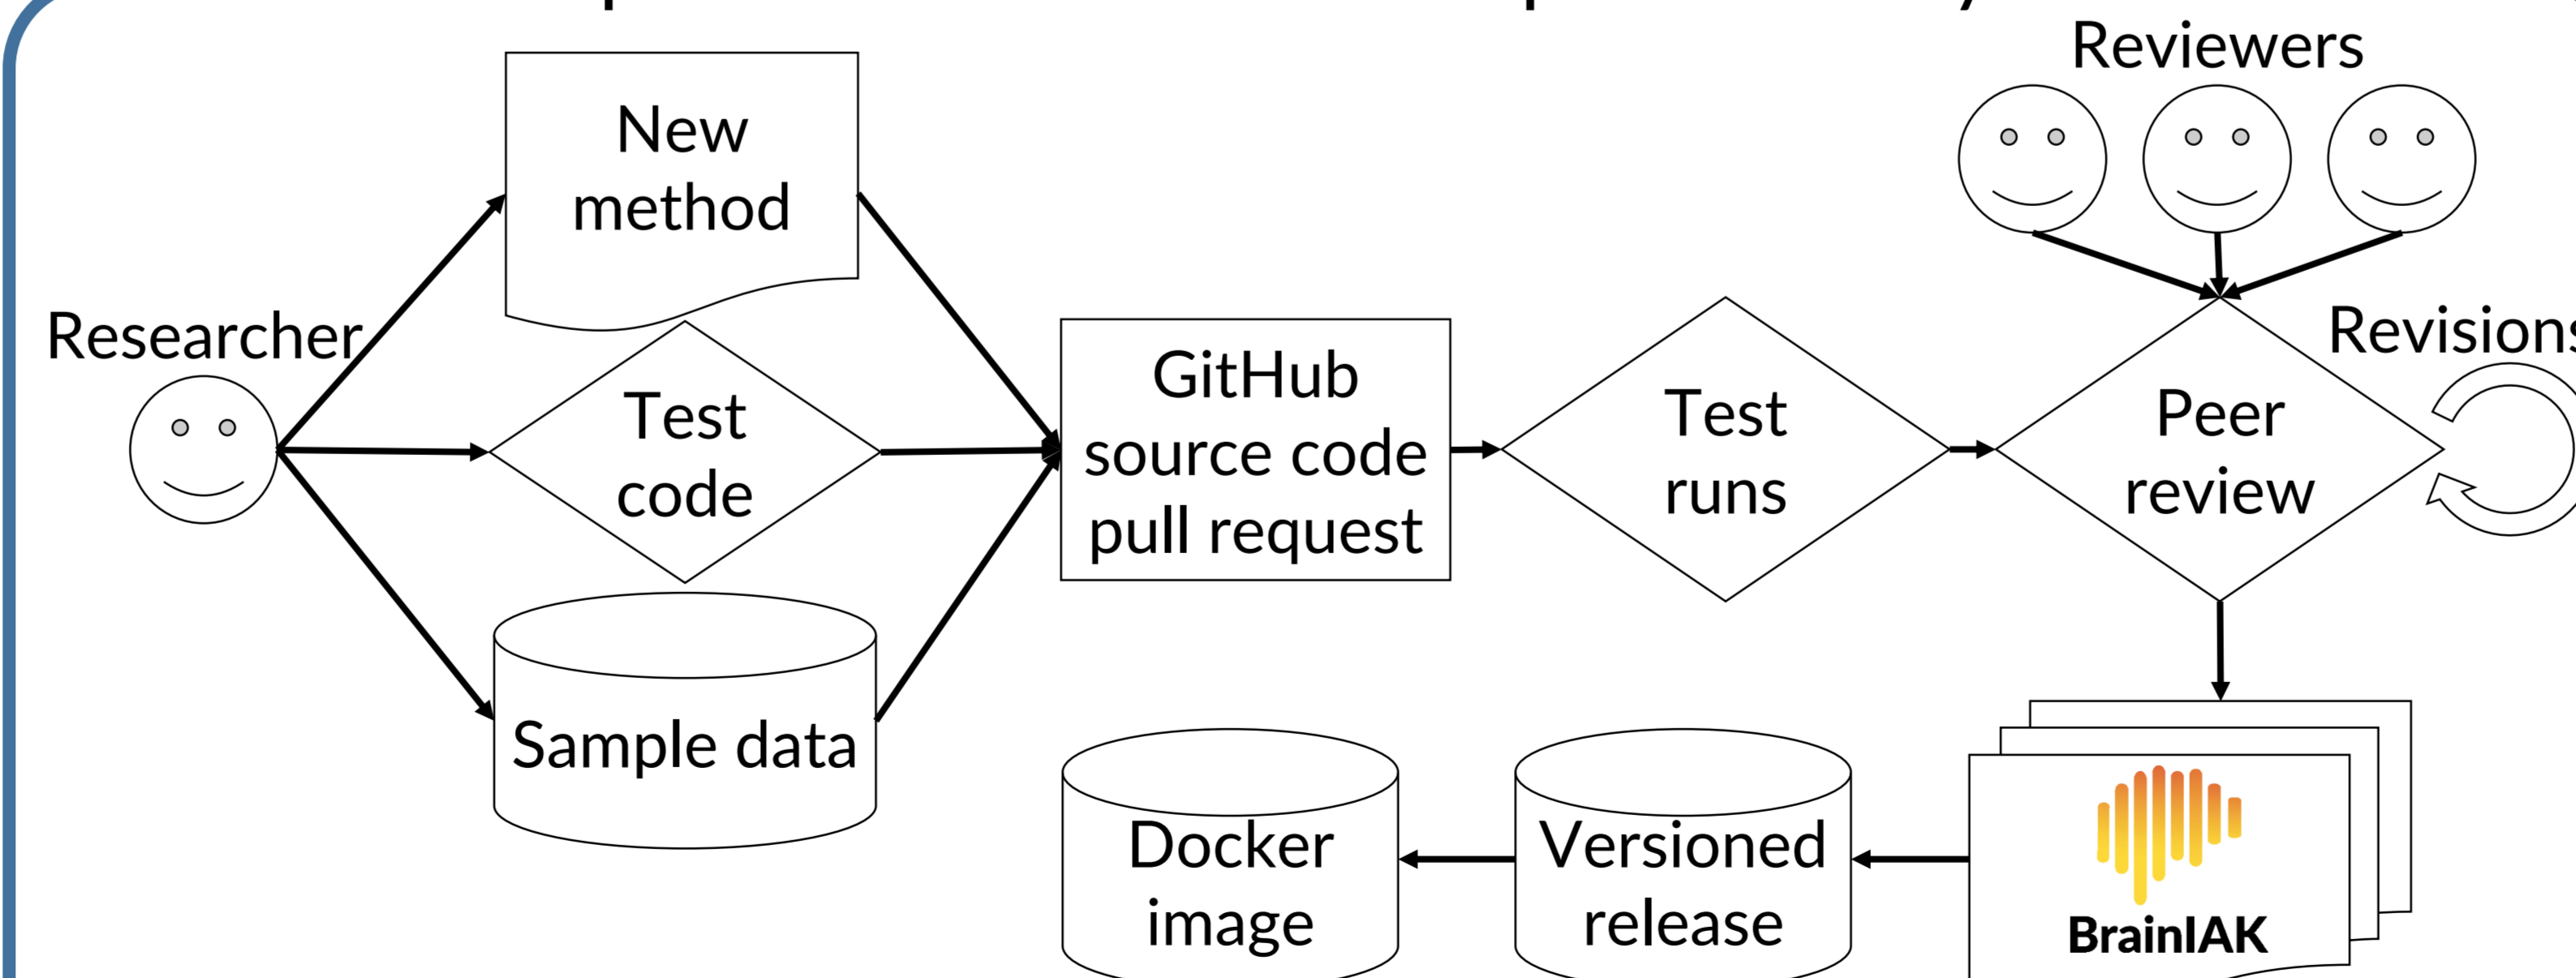 Reviewers
New
method
Researcher
Revisions
Test
code
GitHub
source code
pull request
Test
runs
Peer
review
Sample data
Docker
image
Versioned
release
BrainIAK